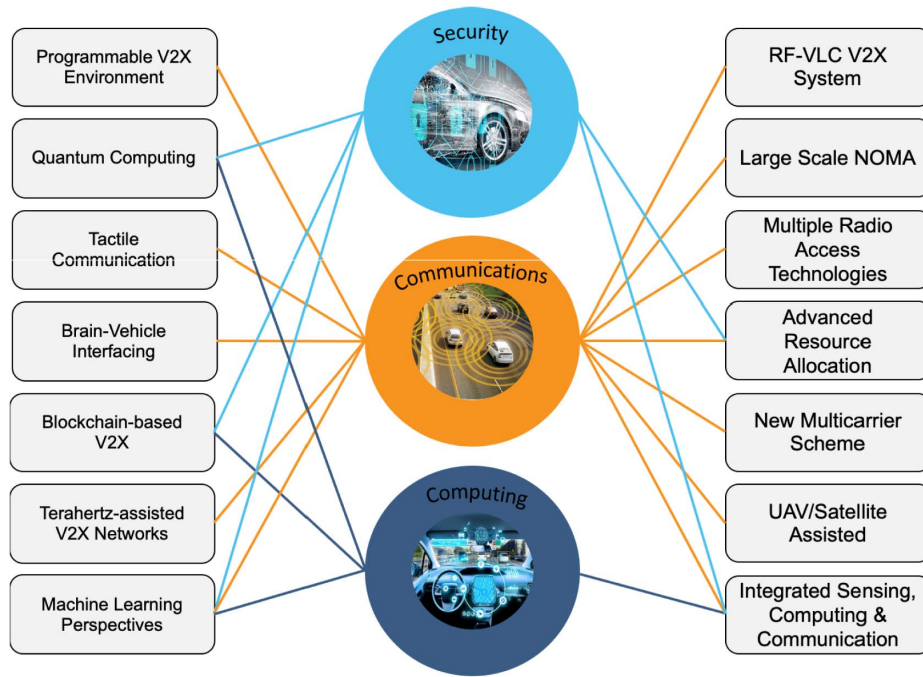 Programmable V2X
Environment
Quantum Computing
Tactile
Communication
Brain-Vehicle
Interfacing
Blockchain-based
V2X
Terahertz-assisted
V2X Networks
Machine Learning
Perspectives
Security
Communications
Computing
RF-VLC V2X
System
Large Scale NOMA
Multiple Radio
Access
Technologies
Advanced
Resource
Allocation
New Multicarrier
Scheme
UAV/Satellite
Assisted
Integrated Sensing,
Computing &
Communication